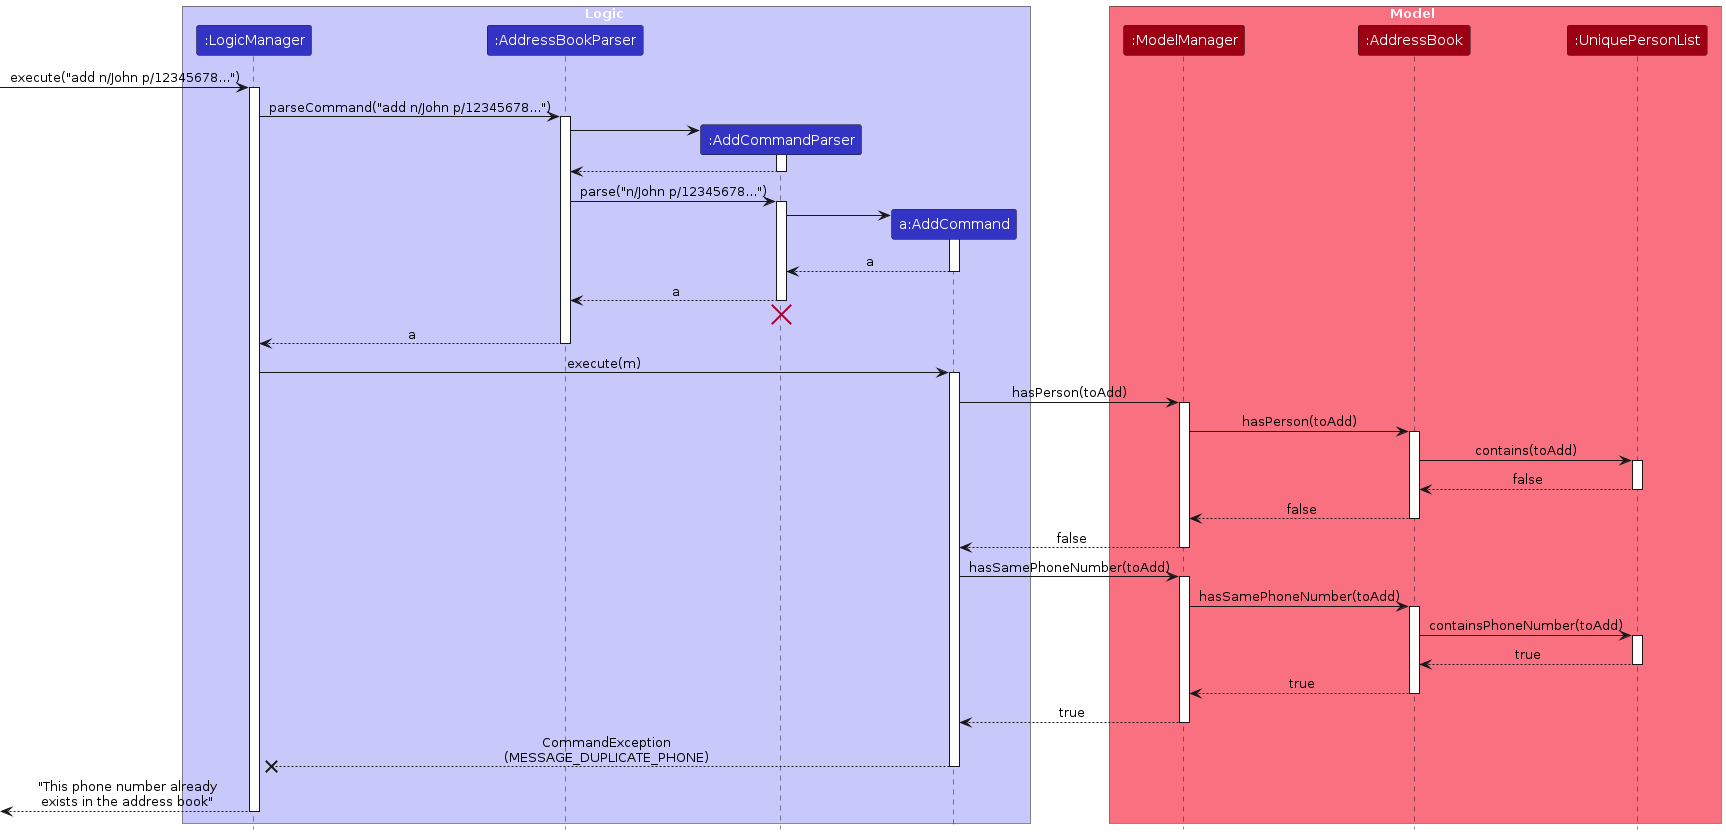 Logic
Model
:LogicManager
:AddressBookParser
:ModelManager
:AddressBook
:UniquePersonList
execute("add n/John p/12345678...")
parseCommand("add n/John p/12345678...")
:AddCommandParser
parse("n/John p/12345678...")
a:AddCommand
a
a
a
execute(m)
hasPerson(toAdd)
hasPerson(toAdd)
contains(toAdd)
false
false
false
hasSamePhoneNumber(toAdd)
hasSamePhoneNumber(toAdd)
containsPhoneNumber(toAdd)
true
true
true
CommandException
(MESSAGE_DUPLICATE_PHONE)
"This phone number already
exists in the address book"